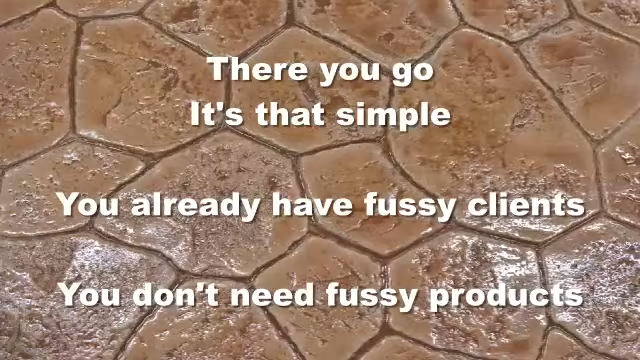 There you go
It's that simple
You already have fussy clients
You don't need fussy products